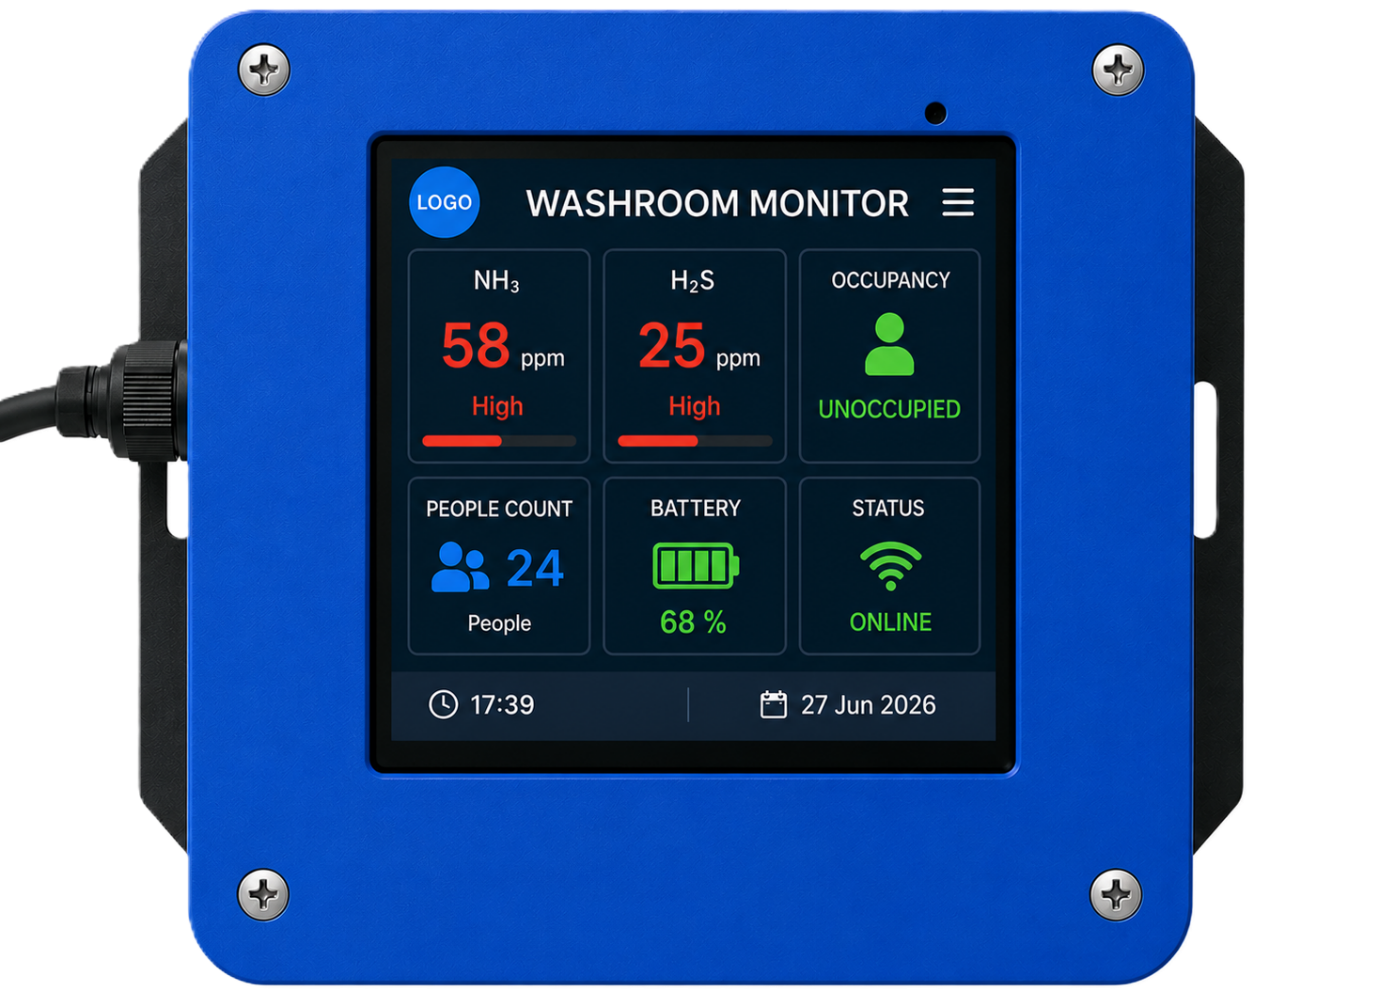 LOGO
WASHROOM MONITOR
NH₃
58 ppm
High
H₂S
25 ppm
High
OCCUPANCY
UNOCCUPIED
PEOPLE COUNT
24
People
BATTERY
68 %
STATUS
ONLINE
17:39
27 Jun 2026